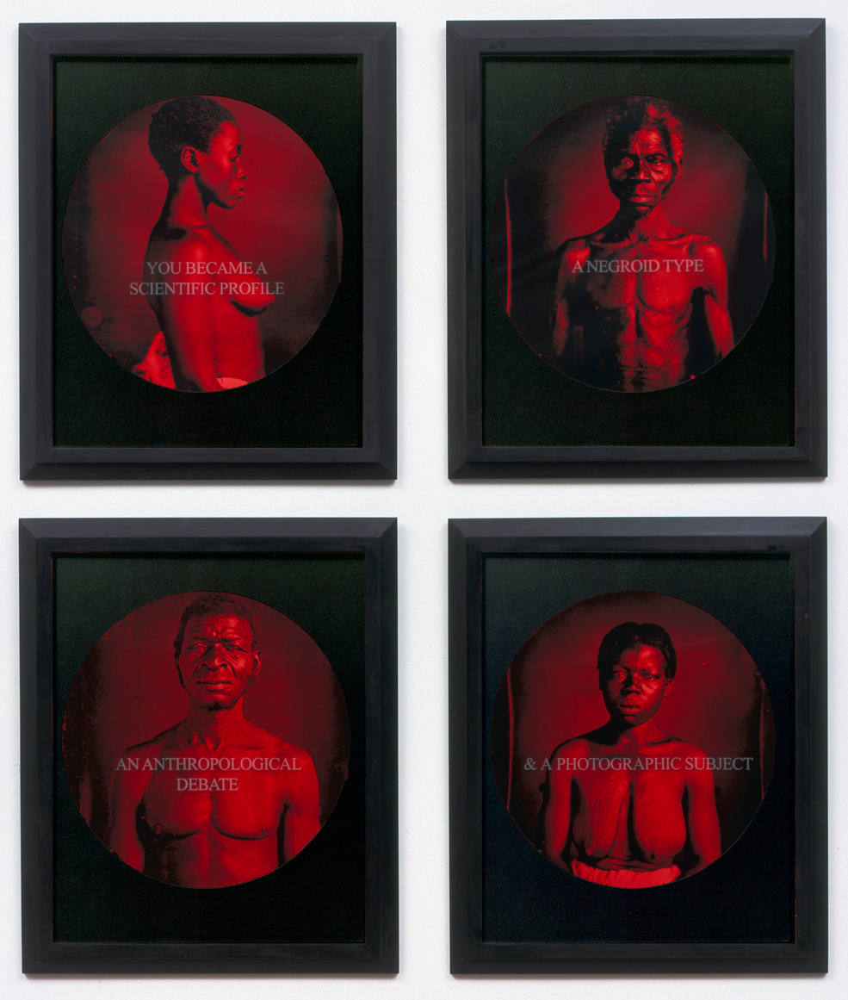 YOU BECAME A
SCIENTIFIC PROFILE
A NEGROID TYPE
AN ANTHROPOLOGICAL
DEBATE
& A PHOTOGRAPHIC SUBJECT